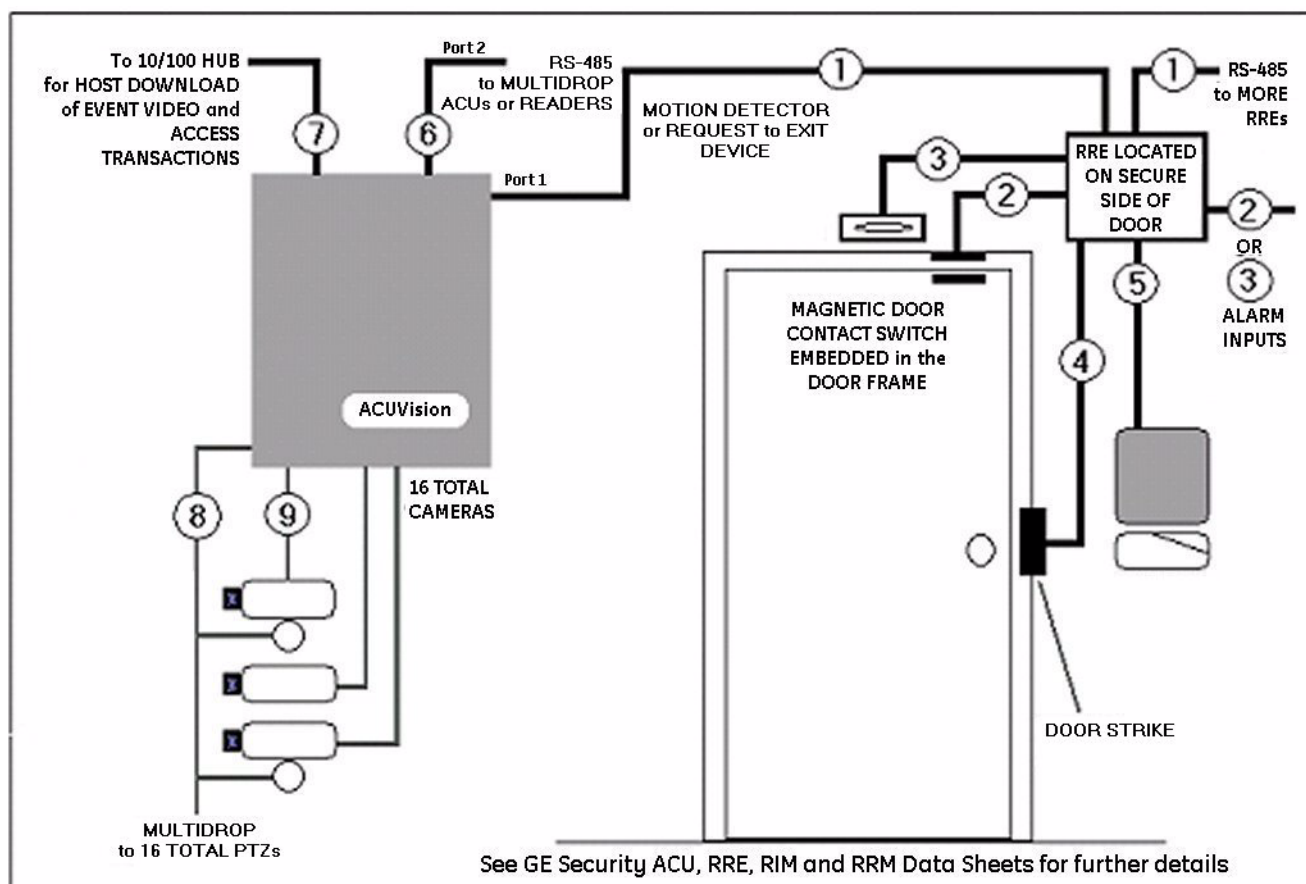 To 10/100 HUB
for HOST DOWNLOAD
of EVENT VIDEO and
ACCESS
TRANSACTIONS
7
Port 2
RS-485
to MULTIDROP
ACUs or READERS
6
Port 1
1
MOTION DETECTOR
or REQUEST to EXIT
DEVICE
3
2
1
RS-485
to MORE
RREs
RRE LOCATED
ON SECURE
SIDE OF
DOOR
2
OR
3
ALARM
INPUTS
5
4
MAGNETIC DOOR
CONTACT SWITCH
EMBEDDED in the
DOOR FRAME
ACUVision
16 TOTAL
CAMERAS
8
9
X
X
X
DOOR STRIKE
MULTIDROP
to 16 TOTAL PTZs
See GE Security ACU, RRE, RIM and RRM Data Sheets for further details